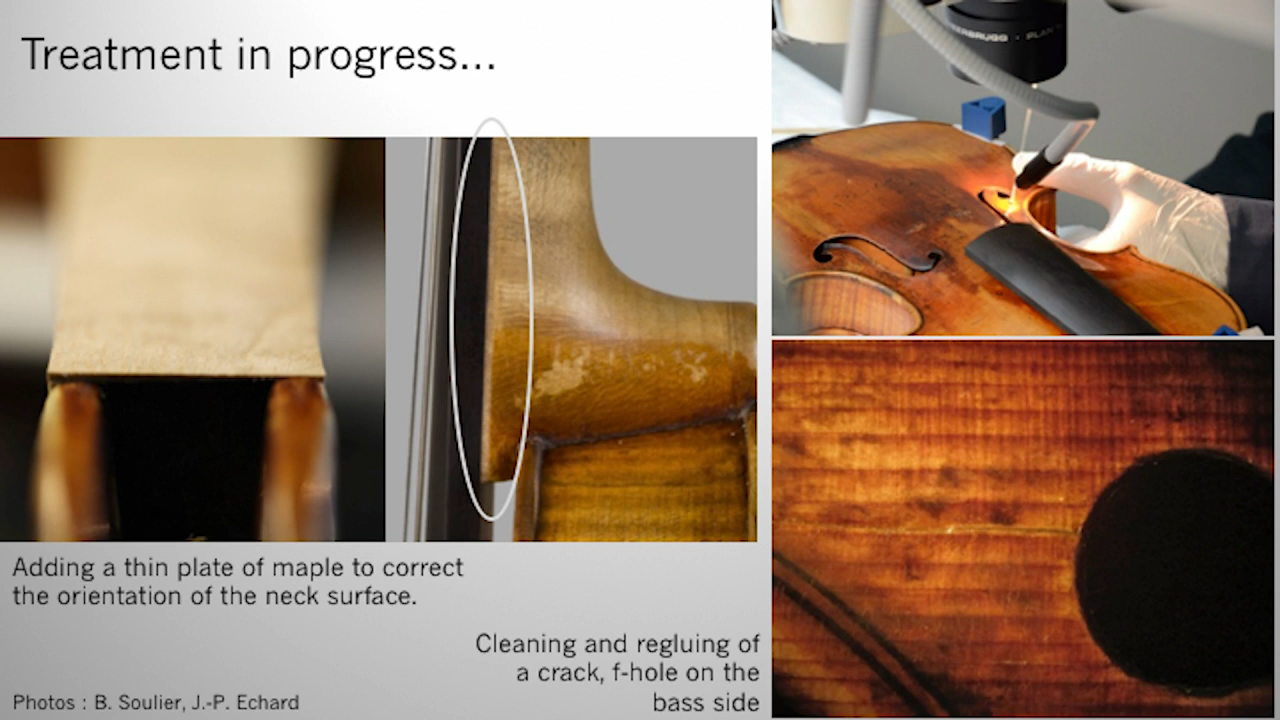 Treatment in progress...
Adding a thin plate of maple to correct
the orientation of the neck surface.
Cleaning and regluing of
a crack, f-hole on the
bass side
Photos : B. Soulier, J.-P. Echard
PLAN